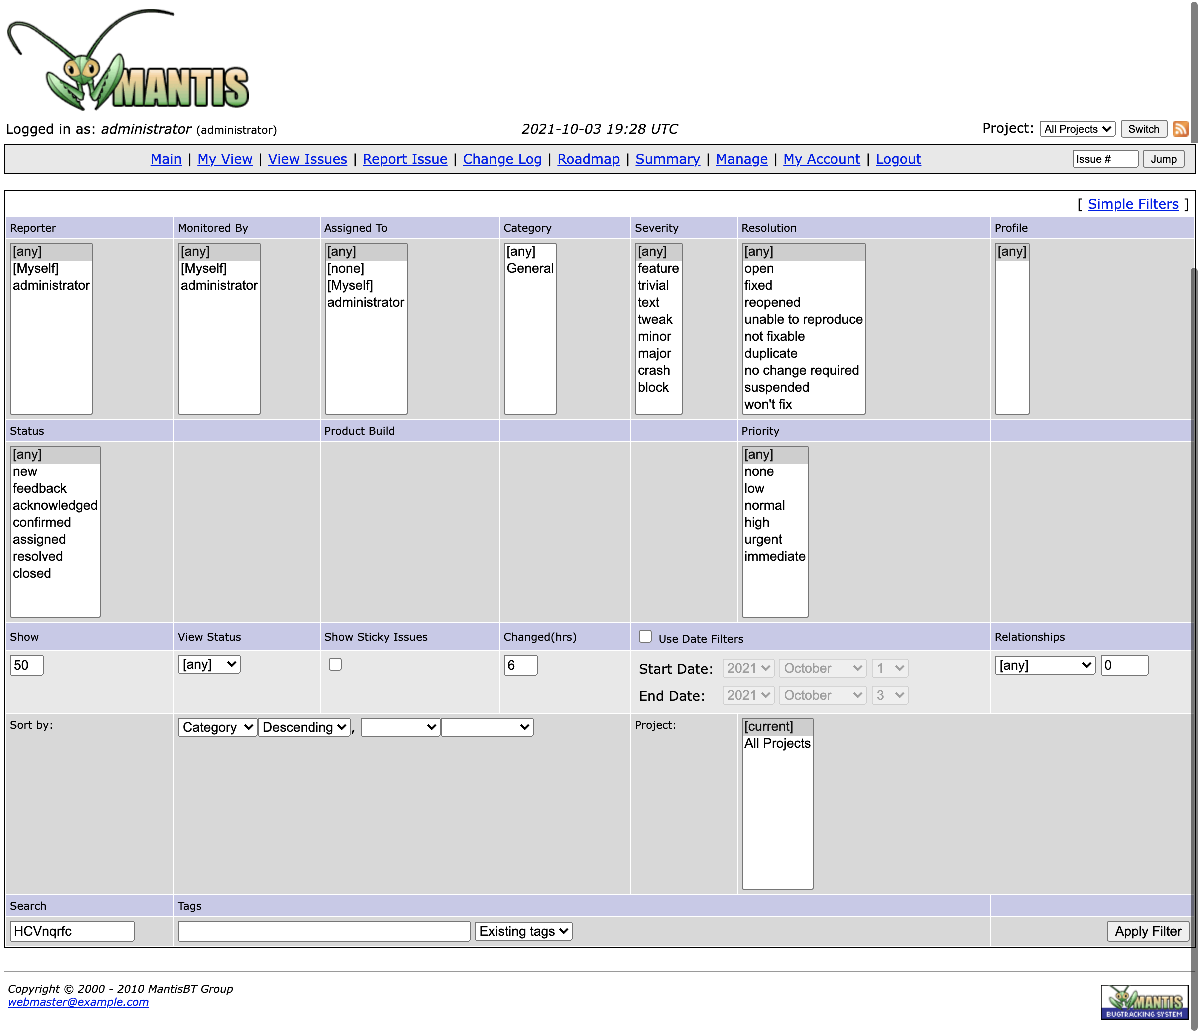 MANTIS
Logged in as: administrator (administrator) 2021-10-03 19:28 UTC Project: All Projects Switch
Main | My View | View Issues | Report Issue | Change Log | Roadmap | Summary | Manage | My Account | Logout Issue # Jump
[ Simple Filters ]
Reporter Monitored By Assigned To Category Severity Resolution Profile
[any] [any] [any] [any] [any] [any] [any]
[Myself] [Myself] [none] General feature open
administrator administrator [Myself] trivial fixed
administrator text reopened
tweak unable to reproduce
minor not fixable
major duplicate
crash no change required
block suspended
won't fix
Status Product Build Priority
[any] [any]
new none
feedback low
acknowledged normal
confirmed high
assigned urgent
resolved immediate
closed
Show View Status Show Sticky Issues Changed(hrs) Use Date Filters Relationships
50 [any] 6 Start Date: 2021 October 1 [any] 0
End Date: 2021 October 3
Sort by: Category Descending , Project: [current]
All Projects
Search Tags
HCVnqrfc Existing tags Apply Filter
Copyright © 2000 - 2010 MantisBT Group
webmaster@example.com
MANTIS
BUGTRACKING SYSTEM